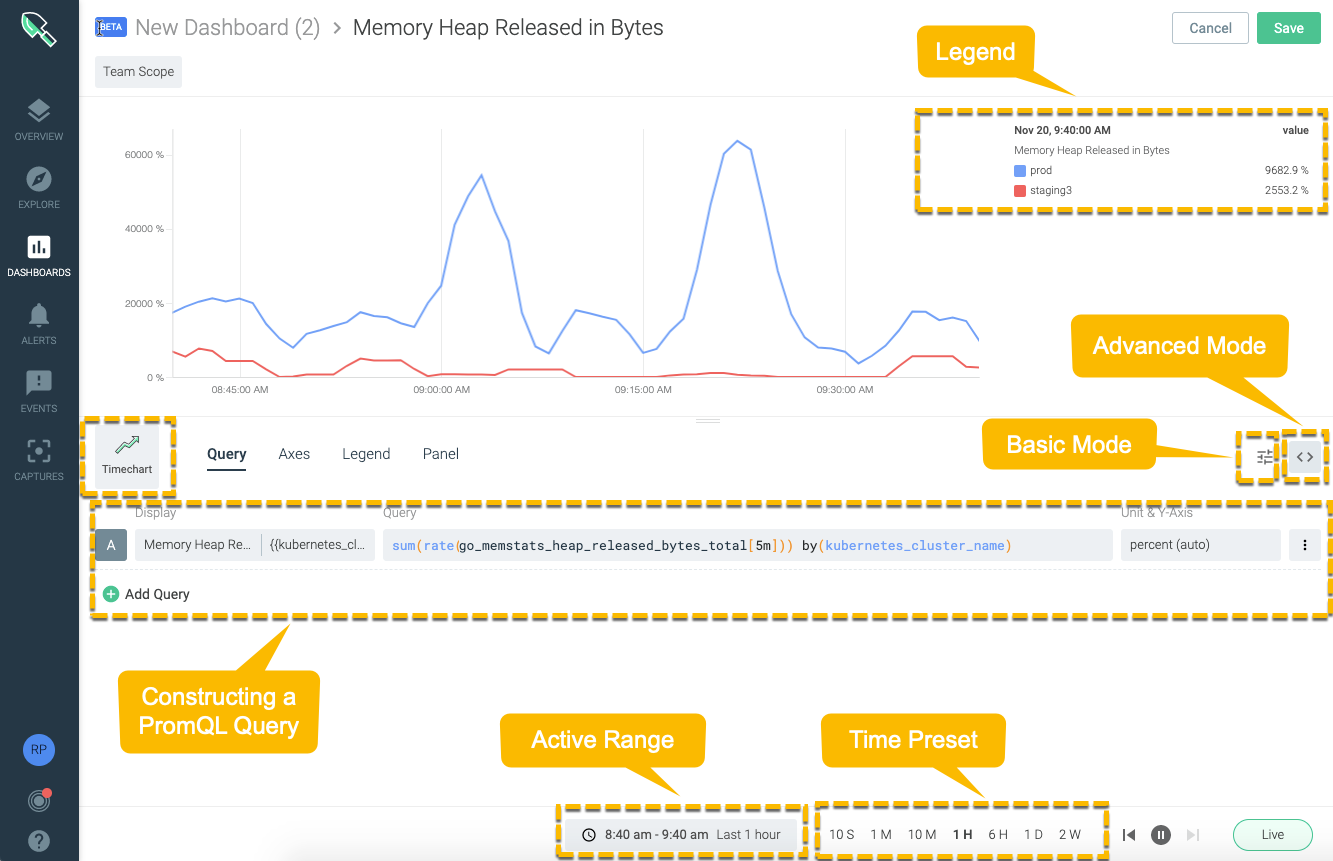 BETA New Dashboard (2) > Memory Heap Released in Bytes
Cancel
Save
Team Scope
Legend
OVERVIEW
EXPLORE
DASHBOARDS
ALERTS
EVENTS
CAPTURES
60000 %
40000 %
20000 %
0 %
08:45:00 AM
09:00:00 AM
09:15:00 AM
09:30:00 AM
Nov 20, 9:40:00 AM value
Memory Heap Released in Bytes
prod 9682.9 %
staging3 2553.2 %
Advanced Mode
Basic Mode
Timechart
Query Axes Legend Panel
Display Query Unit & Y-Axis
A Memory Heap Re... {{kubernetes_cl... sum(rate(go_memstats_heap_released_bytes_total[5m])) by(kubernetes_cluster_name) percent (auto)
Add Query
Constructing a
PromQL Query
Active Range
Time Preset
RP
8:40 am - 9:40 am Last 1 hour
10 S 1 M 10 M 1 H 6 H 1 D 2 W
Live